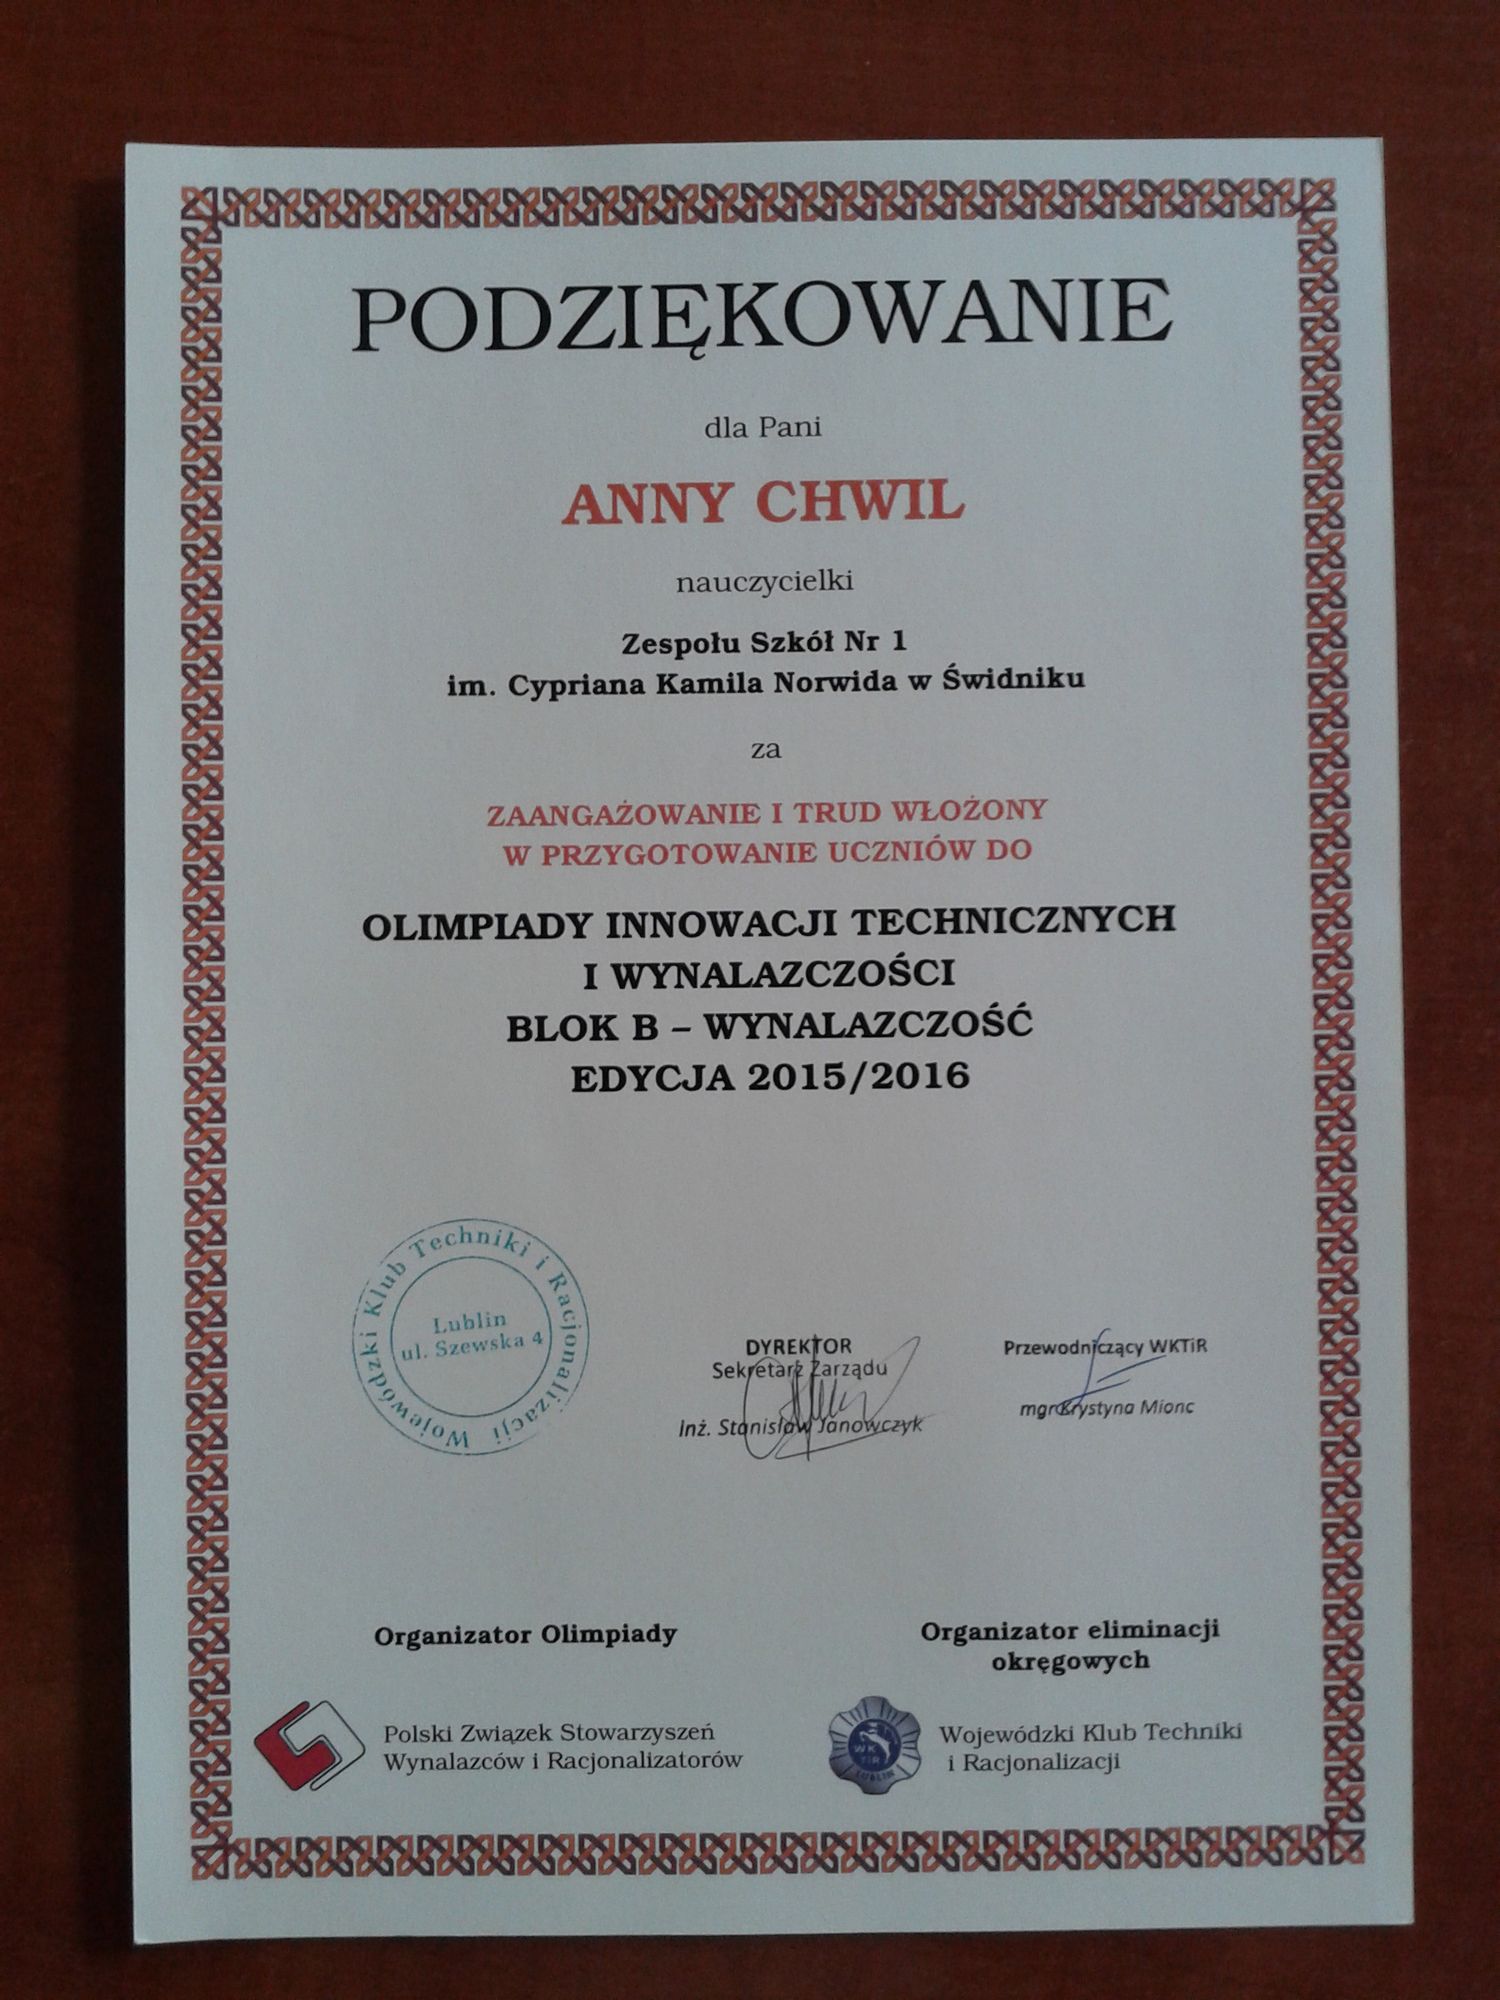 PODZIĘKOWANIE
dla Pani
ANNY CHWIL
nauczycielki
Zespołu Szkół Nr 1
im. Cypriana Kamila Norwida w Świdniku
za
ZAANGAŻOWANIE I TRUD WŁOŻONY
W PRZYGOTOWANIE UCZNIÓW DO
OLIMPIADY INNOWACJI TECHNICZNYCH
I WYNALAZCZOŚCI
BLOK B – WYNALAZCZOŚĆ
EDYCJA 2015/2016
Wojewódzki Klub Techniki i Racjonalizacji
Lublin
ul. Szewska 4
DYREKTOR
Sekretarz Zarządu
Inż. Stanisław Janowczyk
Przewodniczący WKTiR
mgr Krystyna Mionc
Organizator Olimpiady
Polski Związek Stowarzyszeń
Wynalazców i Racjonalizatorów
Organizator eliminacji
okręgowych
WK
TiR
LUBLIN
Wojewódzki Klub Techniki
i Racjonalizacji